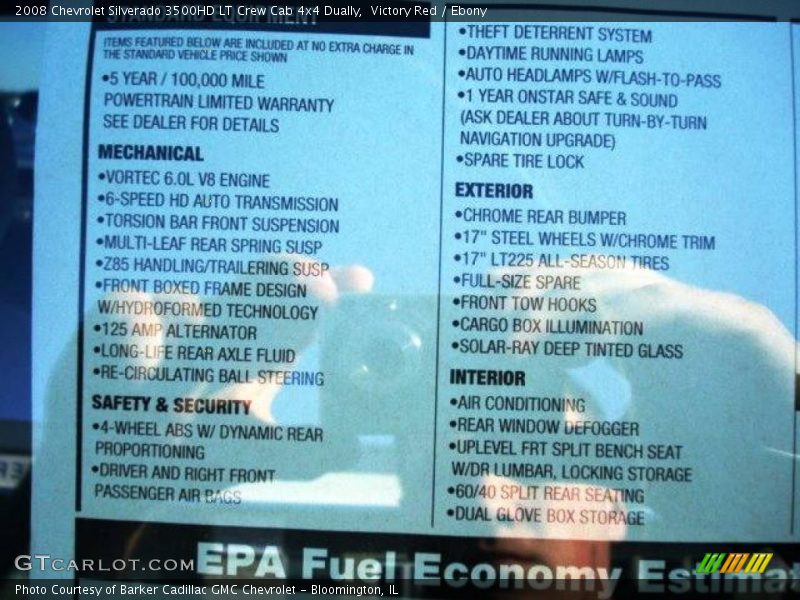 2008 Chevrolet Silverado 3500HD LT Crew Cab 4x4 Dually,  Victory Red / Ebony
STANDARD EQUIPMENT
ITEMS FEATURED BELOW ARE INCLUDED AT NO EXTRA CHARGE IN
THE STANDARD VEHICLE PRICE SHOWN
•5 YEAR / 100,000 MILE
POWERTRAIN LIMITED WARRANTY
SEE DEALER FOR DETAILS
MECHANICAL
•VORTEC 6.0L V8 ENGINE
•6-SPEED HD AUTO TRANSMISSION
•TORSION BAR FRONT SUSPENSION
•MULTI-LEAF REAR SPRING SUSP
•Z85 HANDLING/TRAILERING SUSP
•FRONT BOXED FRAME DESIGN
W/HYDROFORMED TECHNOLOGY
•125 AMP ALTERNATOR
•LONG-LIFE REAR AXLE FLUID
•RE-CIRCULATING BALL STEERING
SAFETY & SECURITY
•4-WHEEL ABS W/ DYNAMIC REAR
PROPORTIONING
•DRIVER AND RIGHT FRONT
PASSENGER AIR BAGS
•THEFT DETERRENT SYSTEM
•DAYTIME RUNNING LAMPS
•AUTO HEADLAMPS W/FLASH-TO-PASS
•1 YEAR ONSTAR SAFE & SOUND
(ASK DEALER ABOUT TURN-BY-TURN
NAVIGATION UPGRADE)
•SPARE TIRE LOCK
EXTERIOR
•CHROME REAR BUMPER
•17" STEEL WHEELS W/CHROME TRIM
•17" LT225 ALL-SEASON TIRES
•FULL-SIZE SPARE
•FRONT TOW HOOKS
•CARGO BOX ILLUMINATION
•SOLAR-RAY DEEP TINTED GLASS
INTERIOR
•AIR CONDITIONING
•REAR WINDOW DEFOGGER
•UPLEVEL FRT SPLIT BENCH SEAT
W/DR LUMBAR, LOCKING STORAGE
•60/40 SPLIT REAR SEATING
•DUAL GLOVE BOX STORAGE
EPA Fuel Economy Estimat
GTCARLOT.COM
Photo Courtesy of Barker Cadillac GMC Chevrolet - Bloomington, IL